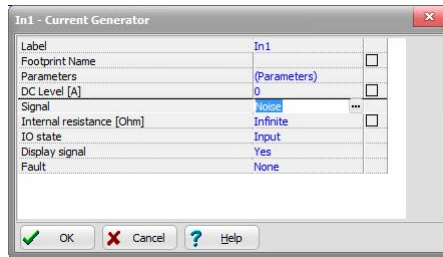 In1 - Current Generator
Label In1
Footprint Name
Parameters (Parameters)
DC Level [A] 0
Signal Noise ...
Internal resistance [Ohm] Infinite
IO state Input
Display signal Yes
Fault None
OK Cancel ? Help